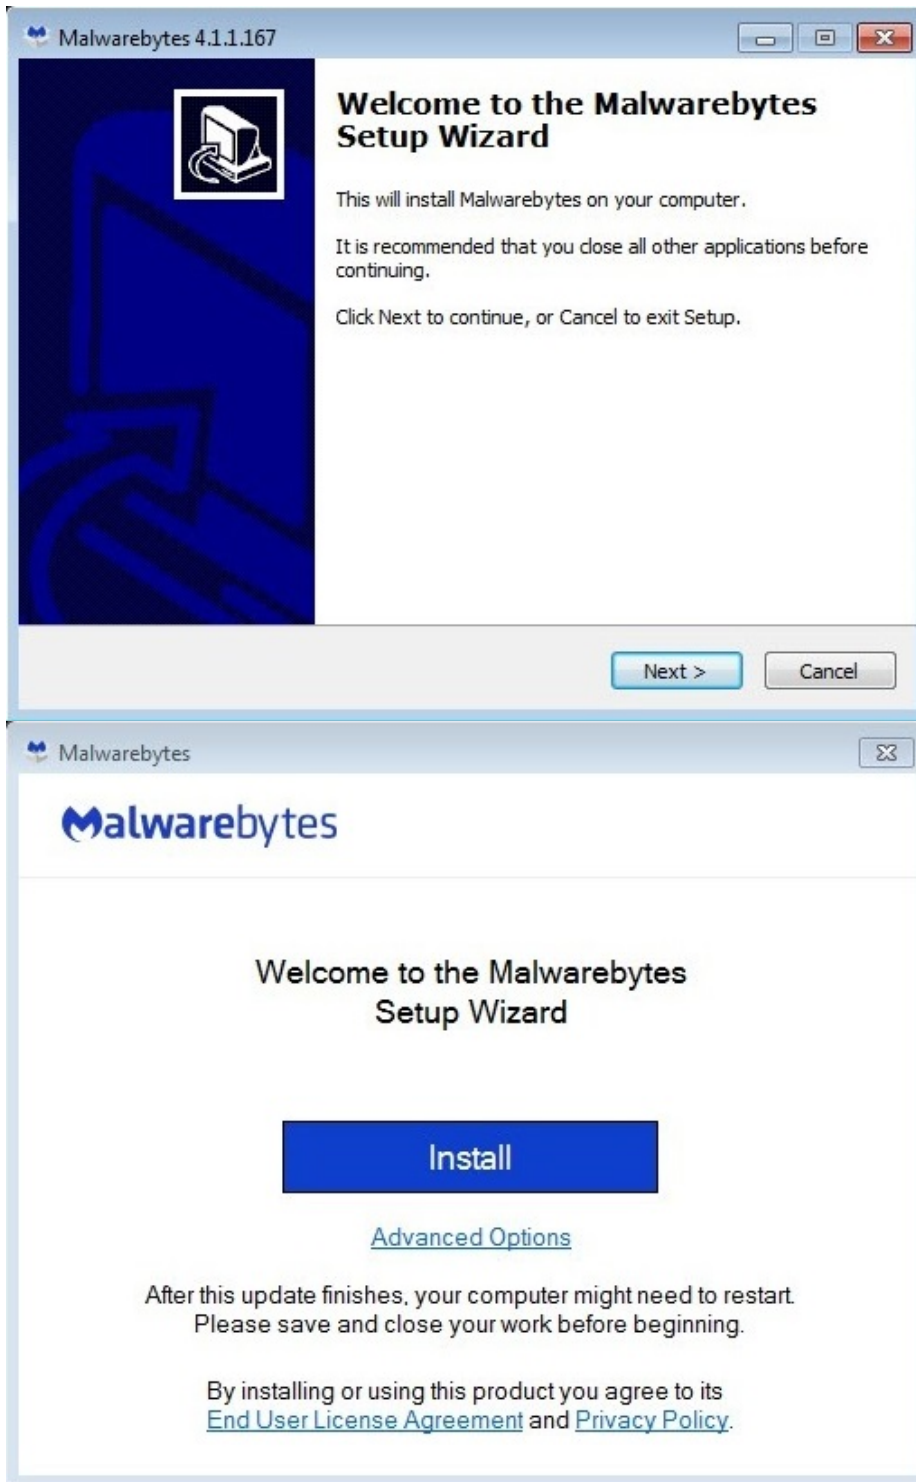 Malwarebytes 4.1.1.167
Welcome to the Malwarebytes
Setup Wizard
This will install Malwarebytes on your computer.
It is recommended that you close all other applications before
continuing.
Click Next to continue, or Cancel to exit Setup.
Next >
Cancel
Malwarebytes
Malwarebytes
Welcome to the Malwarebytes
Setup Wizard
Install
Advanced Options
After this update finishes, your computer might need to restart.
Please save and close your work before beginning.
By installing or using this product you agree to its
End User License Agreement and Privacy Policy.